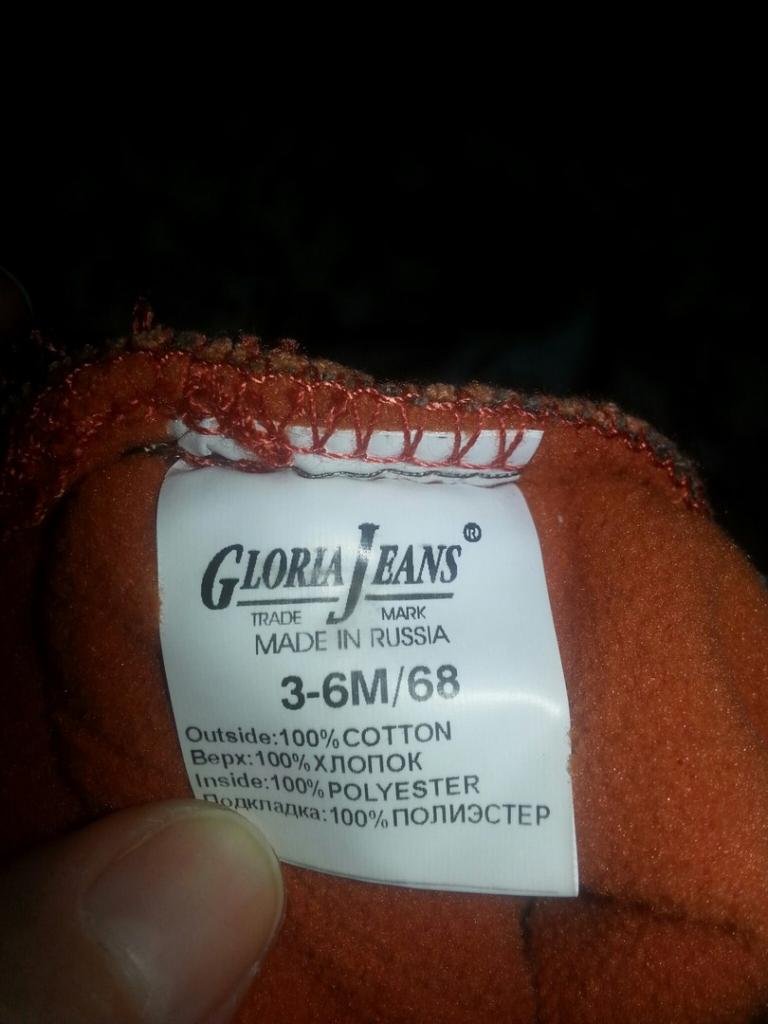 GLORIA JEANS®
TRADE MARK
MADE IN RUSSIA
3-6M/68
Outside:100%COTTON
Верх:100%ХЛОПОК
Inside:100%POLYESTER
Подкладка:100%ПОЛИЭСТЕР